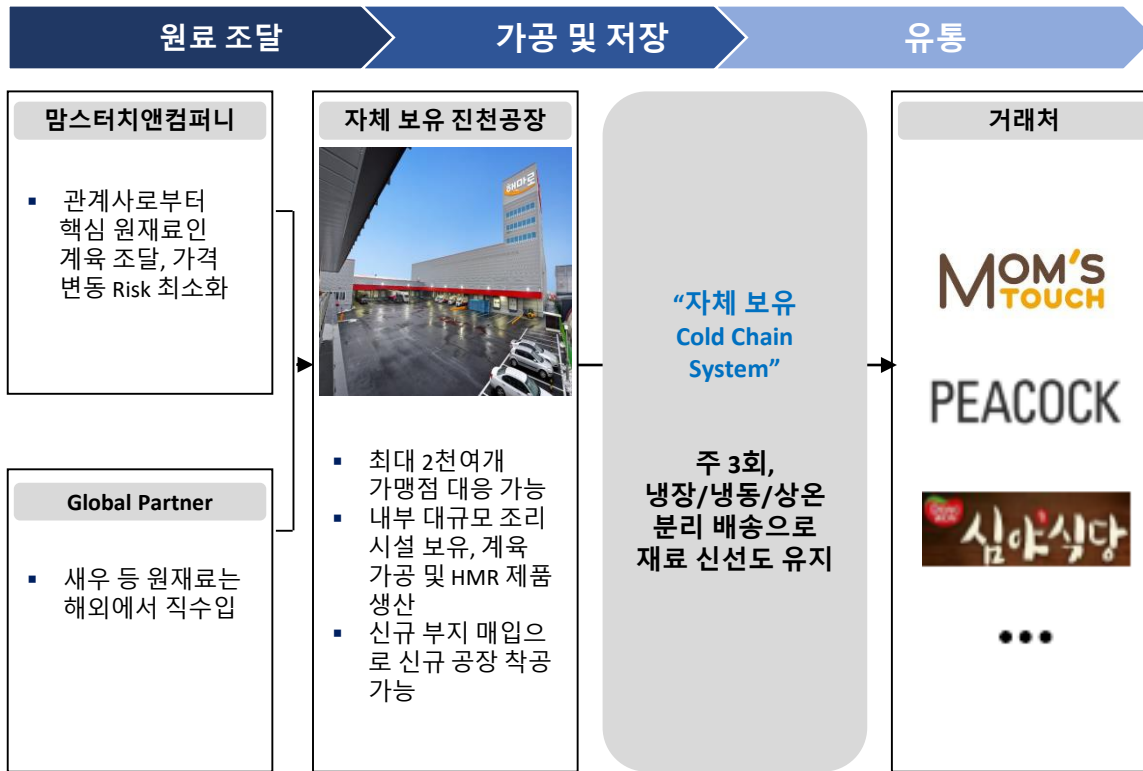 원료 조달
가공 및 저장
유통
맘스터치앤컴퍼니
▪ 관계사로부터
핵심 원재료인
계육 조달, 가격
변동 Risk 최소화
Global Partner
▪ 새우 등 원재료는
해외에서 직수입
자체 보유 진천공장
해마로
▪ 최대 2천여개
가맹점 대응 가능
▪ 내부 대규모 조리
시설 보유, 계육
가공 및 HMR 제품
생산
▪ 신규 부지 매입으
로 신규 공장 착공
가능
“자체 보유
Cold Chain
System”
주 3회,
냉장/냉동/상온
분리 배송으로
재료 신선도 유지
거래처
MOM'S
TOUCH
PEACOCK
심야식당
•••